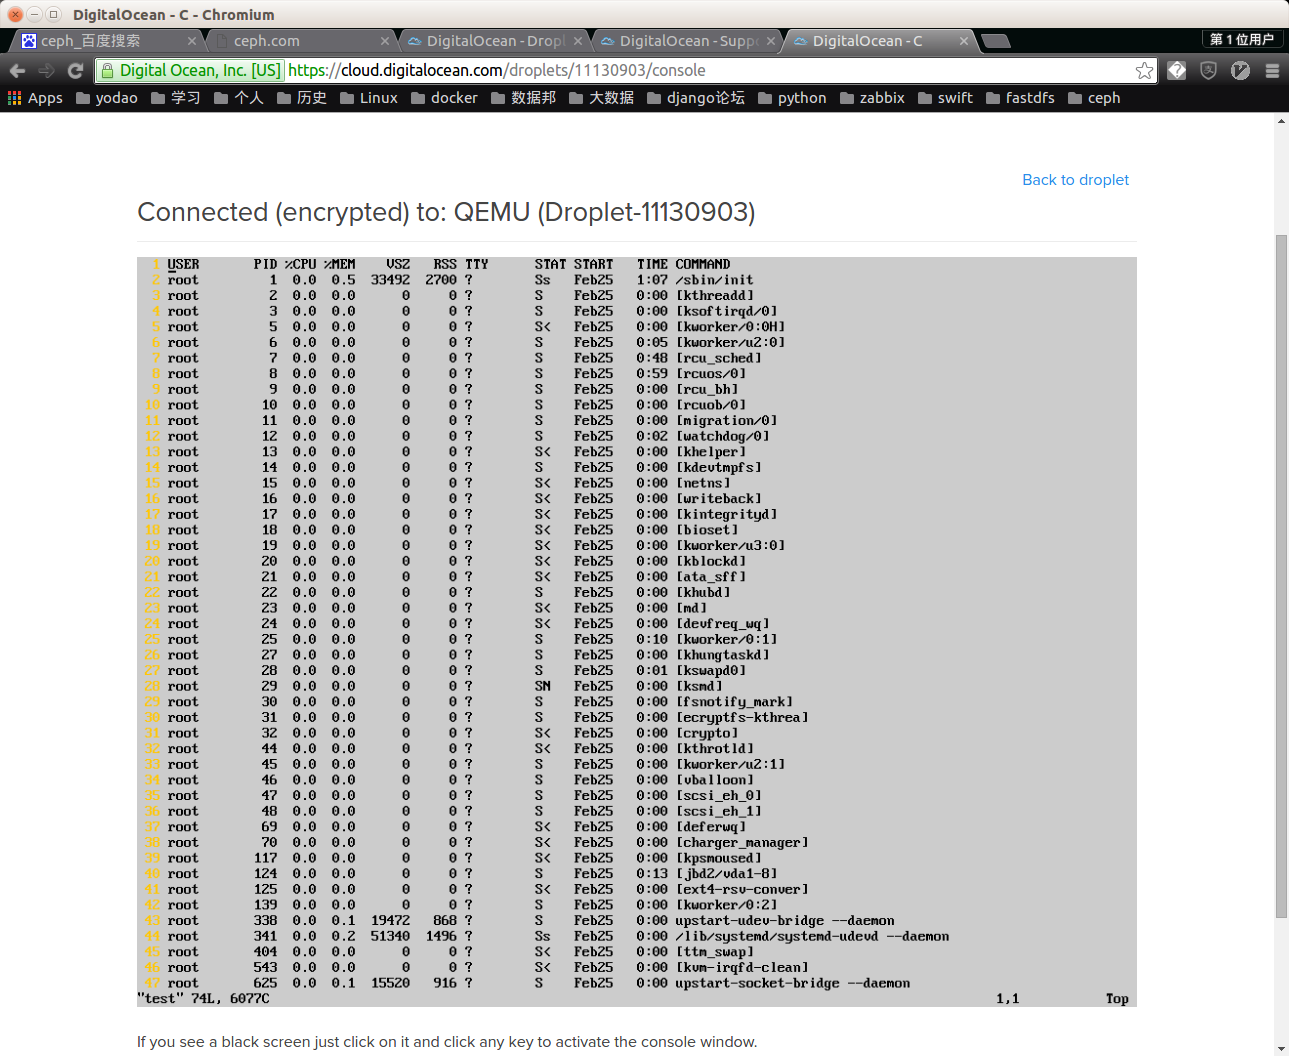 DigitalOcean - C - Chromium
ceph_百度搜索 ceph.com DigitalOcean - Dropl DigitalOcean - Suppo DigitalOcean - C 第 1 位用户
Digital Ocean, Inc. [US] https://cloud.digitalocean.com/droplets/11130903/console
Apps yodao 学习 个人 历史 Linux docker 数据邦 大数据 django论坛 python zabbix swift fastdfs ceph
Back to droplet
Connected (encrypted) to: QEMU (Droplet-11130903)
1 USER PID %CPU %MEM VSZ RSS TTY STAT START TIME COMMAND
2 root 1 0.0 0.5 33492 2700 ? Ss Feb25 1:07 /sbin/init
3 root 2 0.0 0.0 0 0 ? S Feb25 0:00 [kthreadd]
4 root 3 0.0 0.0 0 0 ? S Feb25 0:00 [ksoftirqd/0]
5 root 5 0.0 0.0 0 0 ? S< Feb25 0:00 [kworker/0:0H]
6 root 6 0.0 0.0 0 0 ? S Feb25 0:05 [kworker/u2:0]
7 root 7 0.0 0.0 0 0 ? S Feb25 0:48 [rcu_sched]
8 root 8 0.0 0.0 0 0 ? S Feb25 0:59 [rcuos/0]
9 root 9 0.0 0.0 0 0 ? S Feb25 0:00 [rcu_bh]
10 root 10 0.0 0.0 0 0 ? S Feb25 0:00 [rcuob/0]
11 root 11 0.0 0.0 0 0 ? S Feb25 0:00 [migration/0]
12 root 12 0.0 0.0 0 0 ? S Feb25 0:02 [watchdog/0]
13 root 13 0.0 0.0 0 0 ? S< Feb25 0:00 [khelper]
14 root 14 0.0 0.0 0 0 ? S Feb25 0:00 [kdevtmpfs]
15 root 15 0.0 0.0 0 0 ? S< Feb25 0:00 [netns]
16 root 16 0.0 0.0 0 0 ? S< Feb25 0:00 [writeback]
17 root 17 0.0 0.0 0 0 ? S< Feb25 0:00 [kintegrityd]
18 root 18 0.0 0.0 0 0 ? S< Feb25 0:00 [bioset]
19 root 19 0.0 0.0 0 0 ? S< Feb25 0:00 [kworker/u3:0]
20 root 20 0.0 0.0 0 0 ? S< Feb25 0:00 [kblockd]
21 root 21 0.0 0.0 0 0 ? S< Feb25 0:00 [ata_sff]
22 root 22 0.0 0.0 0 0 ? S Feb25 0:00 [khubd]
23 root 23 0.0 0.0 0 0 ? S< Feb25 0:00 [md]
24 root 24 0.0 0.0 0 0 ? S< Feb25 0:00 [devfreq_wq]
25 root 25 0.0 0.0 0 0 ? S Feb25 0:10 [kworker/0:1]
26 root 27 0.0 0.0 0 0 ? S Feb25 0:00 [khungtaskd]
27 root 28 0.0 0.0 0 0 ? S Feb25 0:01 [kswapd0]
28 root 29 0.0 0.0 0 0 ? SN Feb25 0:00 [ksmd]
29 root 30 0.0 0.0 0 0 ? S Feb25 0:00 [fsnotify_mark]
30 root 31 0.0 0.0 0 0 ? S Feb25 0:00 [ecryptfs-kthrea]
31 root 32 0.0 0.0 0 0 ? S< Feb25 0:00 [crypto]
32 root 44 0.0 0.0 0 0 ? S< Feb25 0:00 [kthrotld]
33 root 45 0.0 0.0 0 0 ? S Feb25 0:00 [kworker/u2:1]
34 root 46 0.0 0.0 0 0 ? S Feb25 0:00 [vballoon]
35 root 47 0.0 0.0 0 0 ? S Feb25 0:00 [scsi_eh_0]
36 root 48 0.0 0.0 0 0 ? S Feb25 0:00 [scsi_eh_1]
37 root 69 0.0 0.0 0 0 ? S< Feb25 0:00 [deferwq]
38 root 70 0.0 0.0 0 0 ? S< Feb25 0:00 [charger_manager]
39 root 117 0.0 0.0 0 0 ? S< Feb25 0:00 [kpsmoused]
40 root 124 0.0 0.0 0 0 ? S Feb25 0:13 [jbd2/vda1-8]
41 root 125 0.0 0.0 0 0 ? S< Feb25 0:00 [ext4-rsv-conver]
42 root 139 0.0 0.0 0 0 ? S Feb25 0:00 [kworker/0:2]
43 root 338 0.0 0.1 19472 868 ? S Feb25 0:00 upstart-udev-bridge --daemon
44 root 341 0.0 0.2 51340 1496 ? Ss Feb25 0:00 /lib/systemd/systemd-udevd --daemon
45 root 404 0.0 0.0 0 0 ? S< Feb25 0:00 [ttm_swap]
46 root 543 0.0 0.0 0 0 ? S< Feb25 0:00 [kvm-irqfd-clean]
47 root 625 0.0 0.1 15520 916 ? S Feb25 0:00 upstart-socket-bridge --daemon
"test" 74L, 6077C 1,1 Top
If you see a black screen just click on it and click any key to activate the console window.